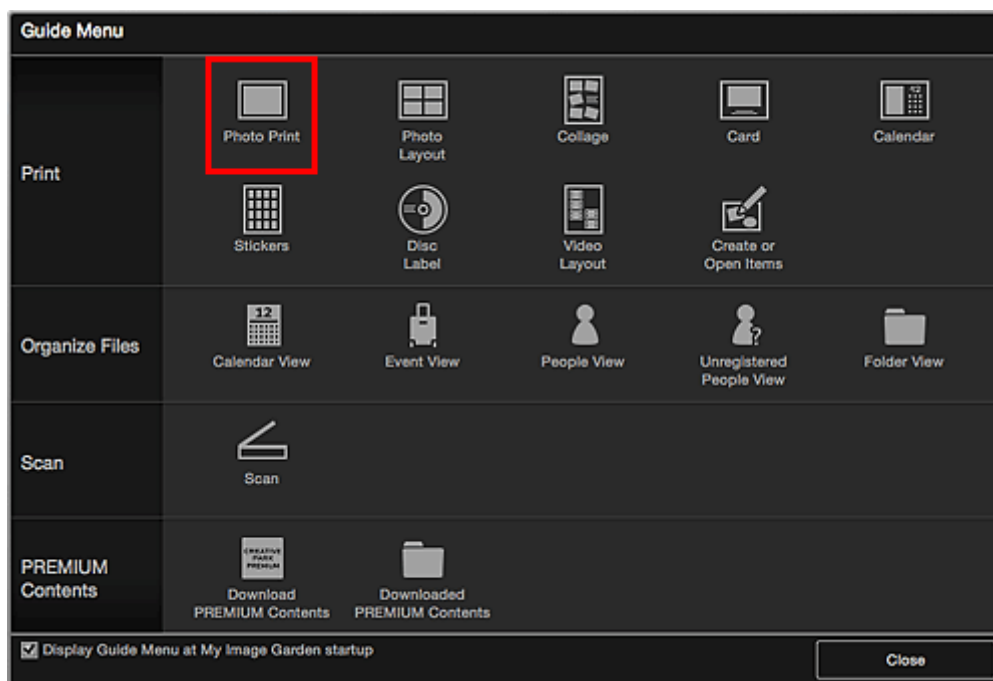 Guide Menu
Print
Photo Print
Photo
Layout
Collage
Card
12
Calendar
Stickers
Disc
Label
Video
Layout
Create or
Open Items
Organize Files
12
Calendar View
Event View
People View
?
Unregistered
People View
Folder View
Scan
Scan
PREMIUM
Contents
CREATIVE
PARK
PREMIUM
Download
PREMIUM Contents
Downloaded
PREMIUM Contents
Display Guide Menu at My Image Garden startup
Close